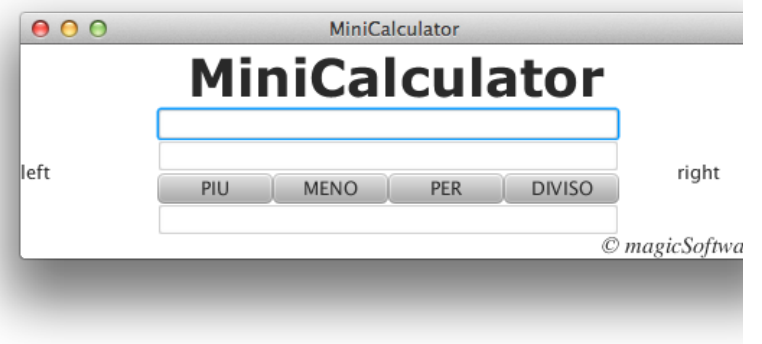 MiniCalculator
MiniCalculator
left
right
PIU MENO PER DIVISO
© magicSoftwa